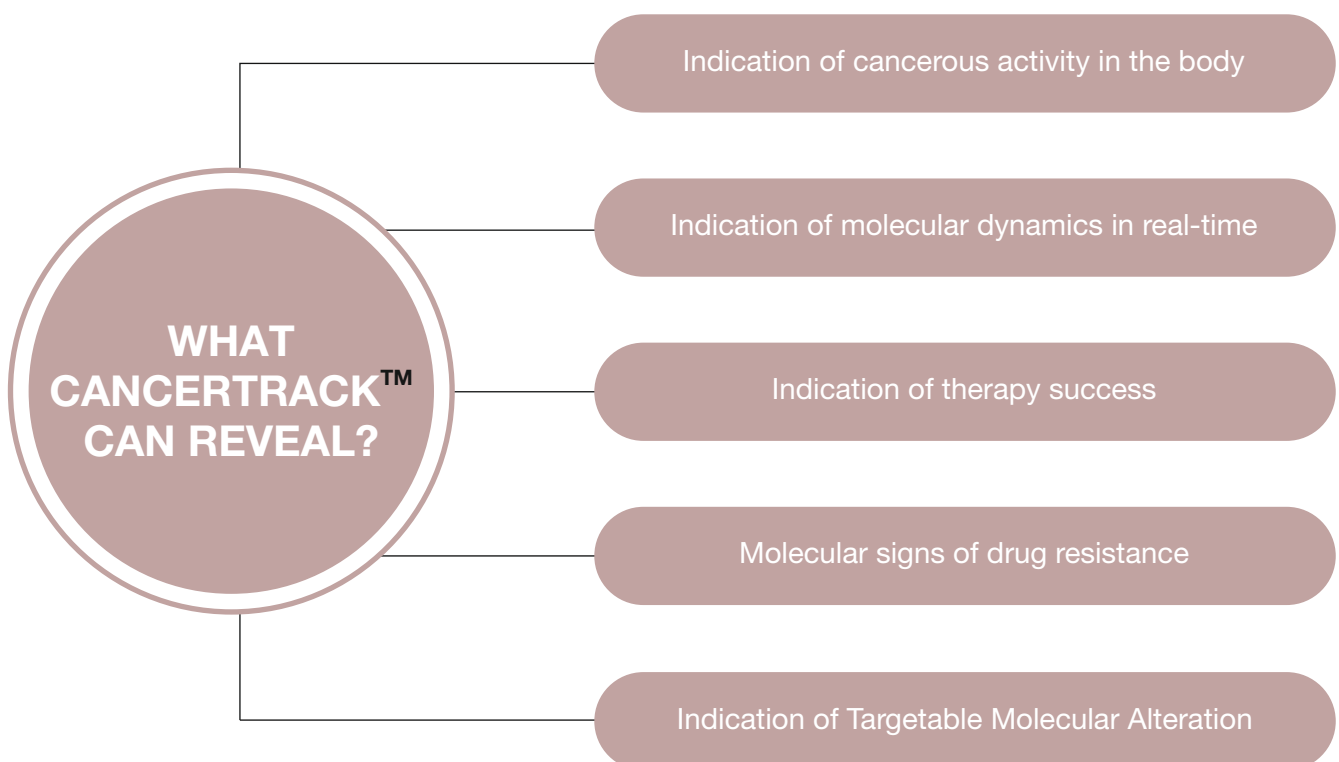 Indication of cancerous activity in the body
Indication of molecular dynamics in real-time
WHAT
CANCERTRACK™
CAN REVEAL?
Indication of therapy success
Molecular signs of drug resistance
Indication of Targetable Molecular Alteration